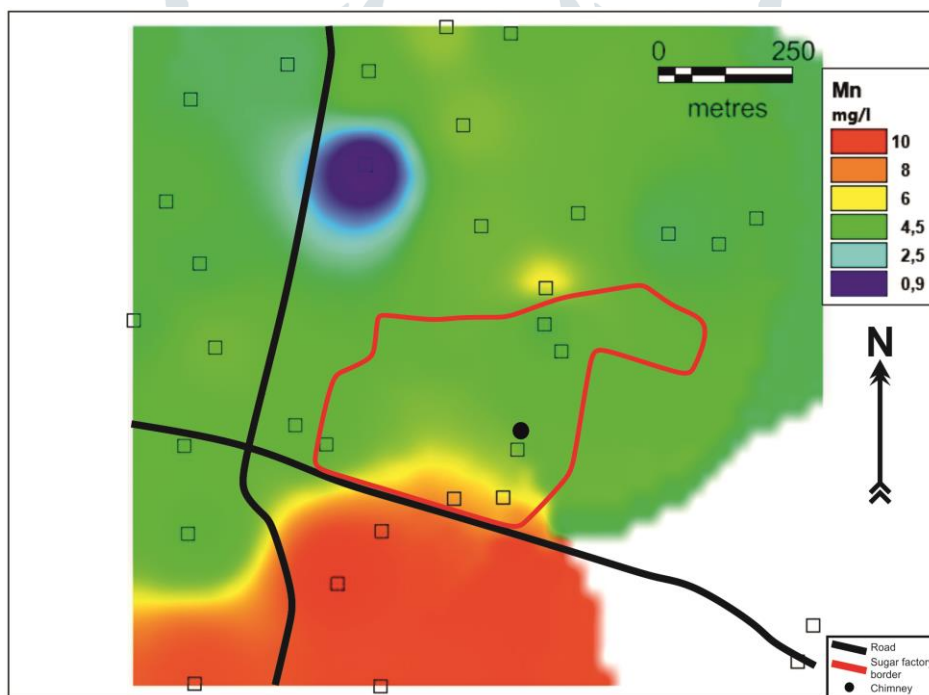 0 250
metres
Mn
mg/l
10
8
6
4,5
2,5
0,9
N
Road
Sugar factory
border
Chimney